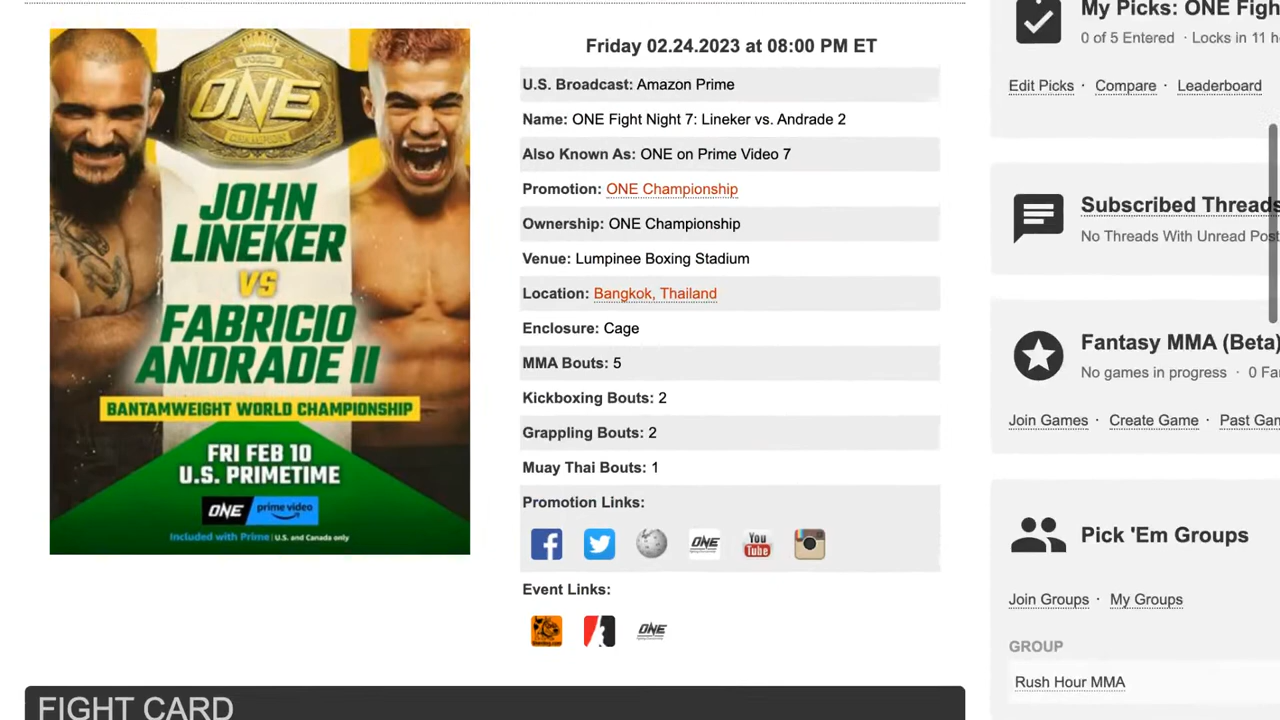 WORLD
ONE
CHAMPION
JOHN
LINEKER
VS
FABRICIO
ANDRADE II
BANTAMWEIGHT WORLD CHAMPIONSHIP
FRI FEB 10
U.S. PRIMETIME
ONE prime video
Included with Prime | U.S. and Canada only
Friday 02.24.2023 at 08:00 PM ET
U.S. Broadcast: Amazon Prime
Name: ONE Fight Night 7: Lineker vs. Andrade 2
Also Known As: ONE on Prime Video 7
Promotion: ONE Championship
Ownership: ONE Championship
Venue: Lumpinee Boxing Stadium
Location: Bangkok, Thailand
Enclosure: Cage
MMA Bouts: 5
Kickboxing Bouts: 2
Grappling Bouts: 2
Muay Thai Bouts: 1
Promotion Links:
ONE
You
Tube
Event Links:
ONE
FIGHT CARD
My Picks: ONE Figh
0 of 5 Entered · Locks in 11 h
Edit Picks · Compare · Leaderboard
Subscribed Threads
No Threads With Unread Post
Fantasy MMA (Beta)
No games in progress · 0 Fa
Join Games · Create Game · Past Gam
Pick 'Em Groups
Join Groups · My Groups
GROUP
Rush Hour MMA